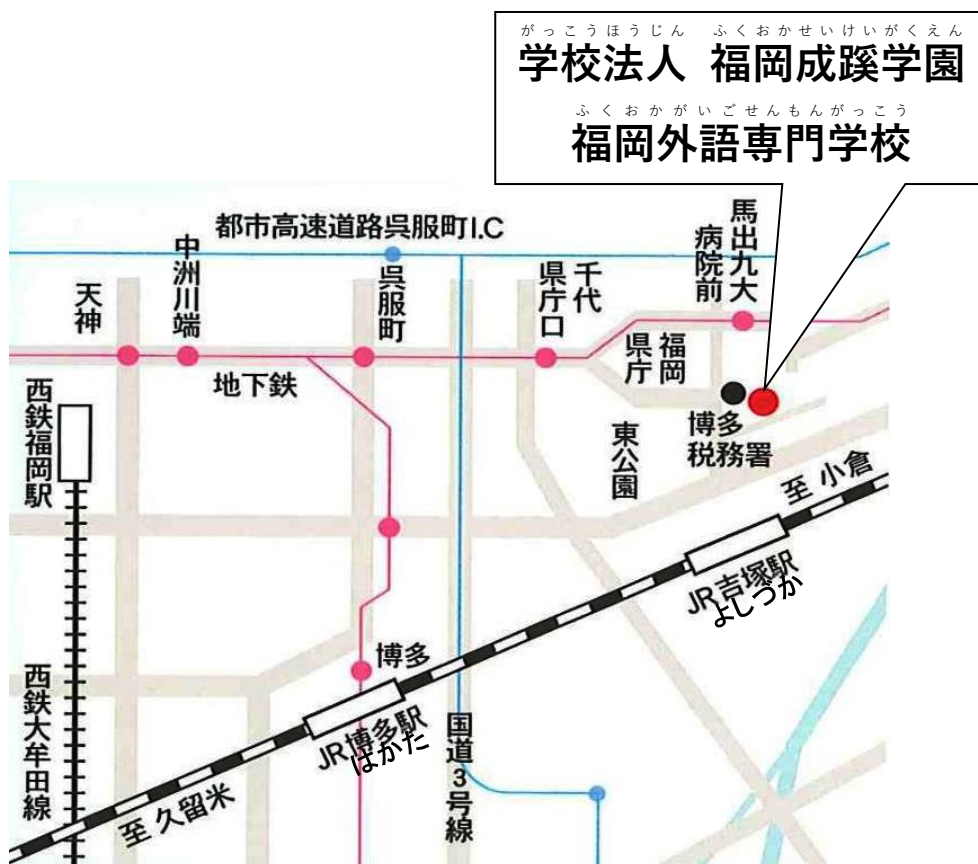 がっこうほうじん ふくおかせいけいがくえん
学校法人 福岡成蹊学園
ふくおかがいごせんもんがっこう
福岡外語専門学校
都市高速道路呉服町I.C
天神
中洲川端
呉服町
千代
県庁口
馬出九大
病院前
地下鉄
福岡
県庁
西鉄福岡駅
東公園
博多
税務署
至 小倉
JR吉塚駅
よしづか
博多
JR博多駅
はかた
西鉄大牟田線
国道3号線
至 久留米